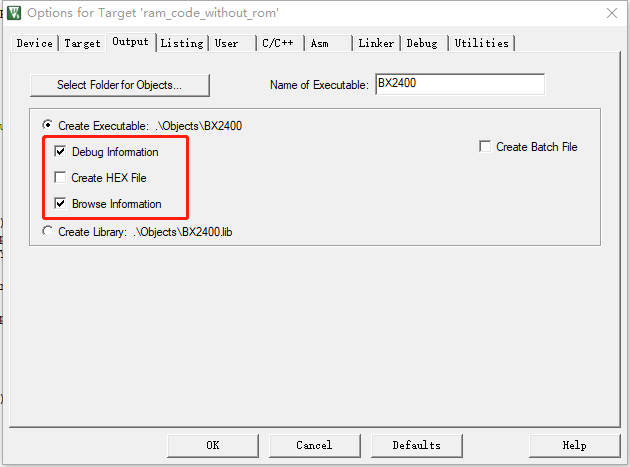 Options for Target 'ram_code_without_rom'
Device Target Output Listing User C/C++ Asm Linker Debug Utilities
Select Folder for Objects... Name of Executable: BX2400
Create Executable: .\Objects\BX2400
Debug Information Create Batch File
Create HEX File
Browse Information
Create Library: .\Objects\BX2400.lib
OK Cancel Defaults Help